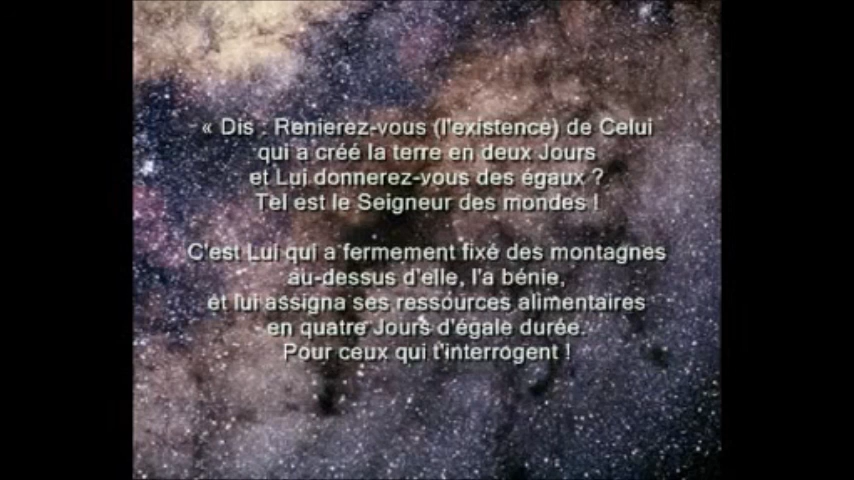 « Dis : Renierez-vous (l'existence) de Celui
qui a créé la terre en deux Jours
et Lui donnerez-vous des égaux ?
Tel est le Seigneur des mondes !
C'est Lui qui a fermement fixé des montagnes
au-dessus d'elle, l'a bénie,
et lui assigna ses ressources alimentaires
en quatre Jours d'égale durée.
Pour ceux qui t'interrogent !